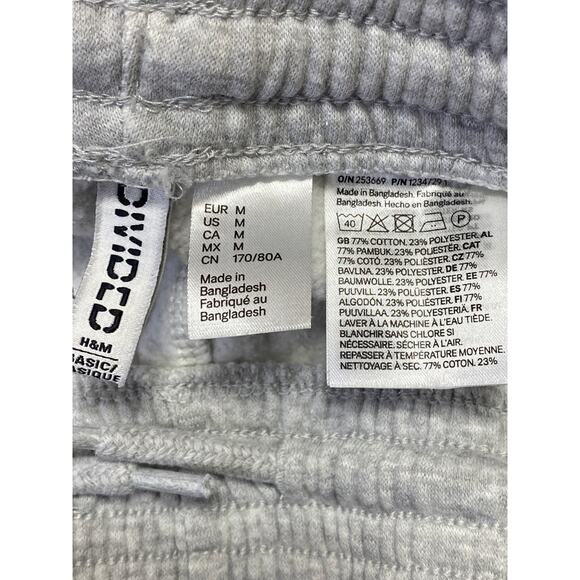 DIVIDED
H&M
BASIC/
BASIQUE
EUR M
US M
CA M
MX M
CN 170/80A
Made in
Bangladesh
Fabriqué au
Bangladesh
O/N 253669 P/N 1234729.1
Made in Bangladesh. Fabriqué au
Bangladesh. Hecho en Bangladesh.
40
P
GB 77% COTTON. 23% POLYESTER. AL
77% PAMBUK. 23% POLIESTER. CAT
77% COTÓ. 23% POLIÈSTER. CZ 77%
BAVLNA. 23% POLYESTER. DE 77%
BAUMWOLLE. 23% POLYESTER. EE 77%
PUUVILL. 23% POLÜESTER. ES 77%
ALGODÓN. 23% POLIÉSTER. FI 77%
PUUVILLAA. 23% POLYESTERIÄ. FR
LAVER À LA MACHINE À L'EAU TIÈDE.
BLANCHIR SANS CHLORE SI
NÉCESSAIRE. SÉCHER À L'AIR.
REPASSER À TEMPÉRATURE MOYENNE.
NETTOYAGE À SEC. 77% COTON. 23%